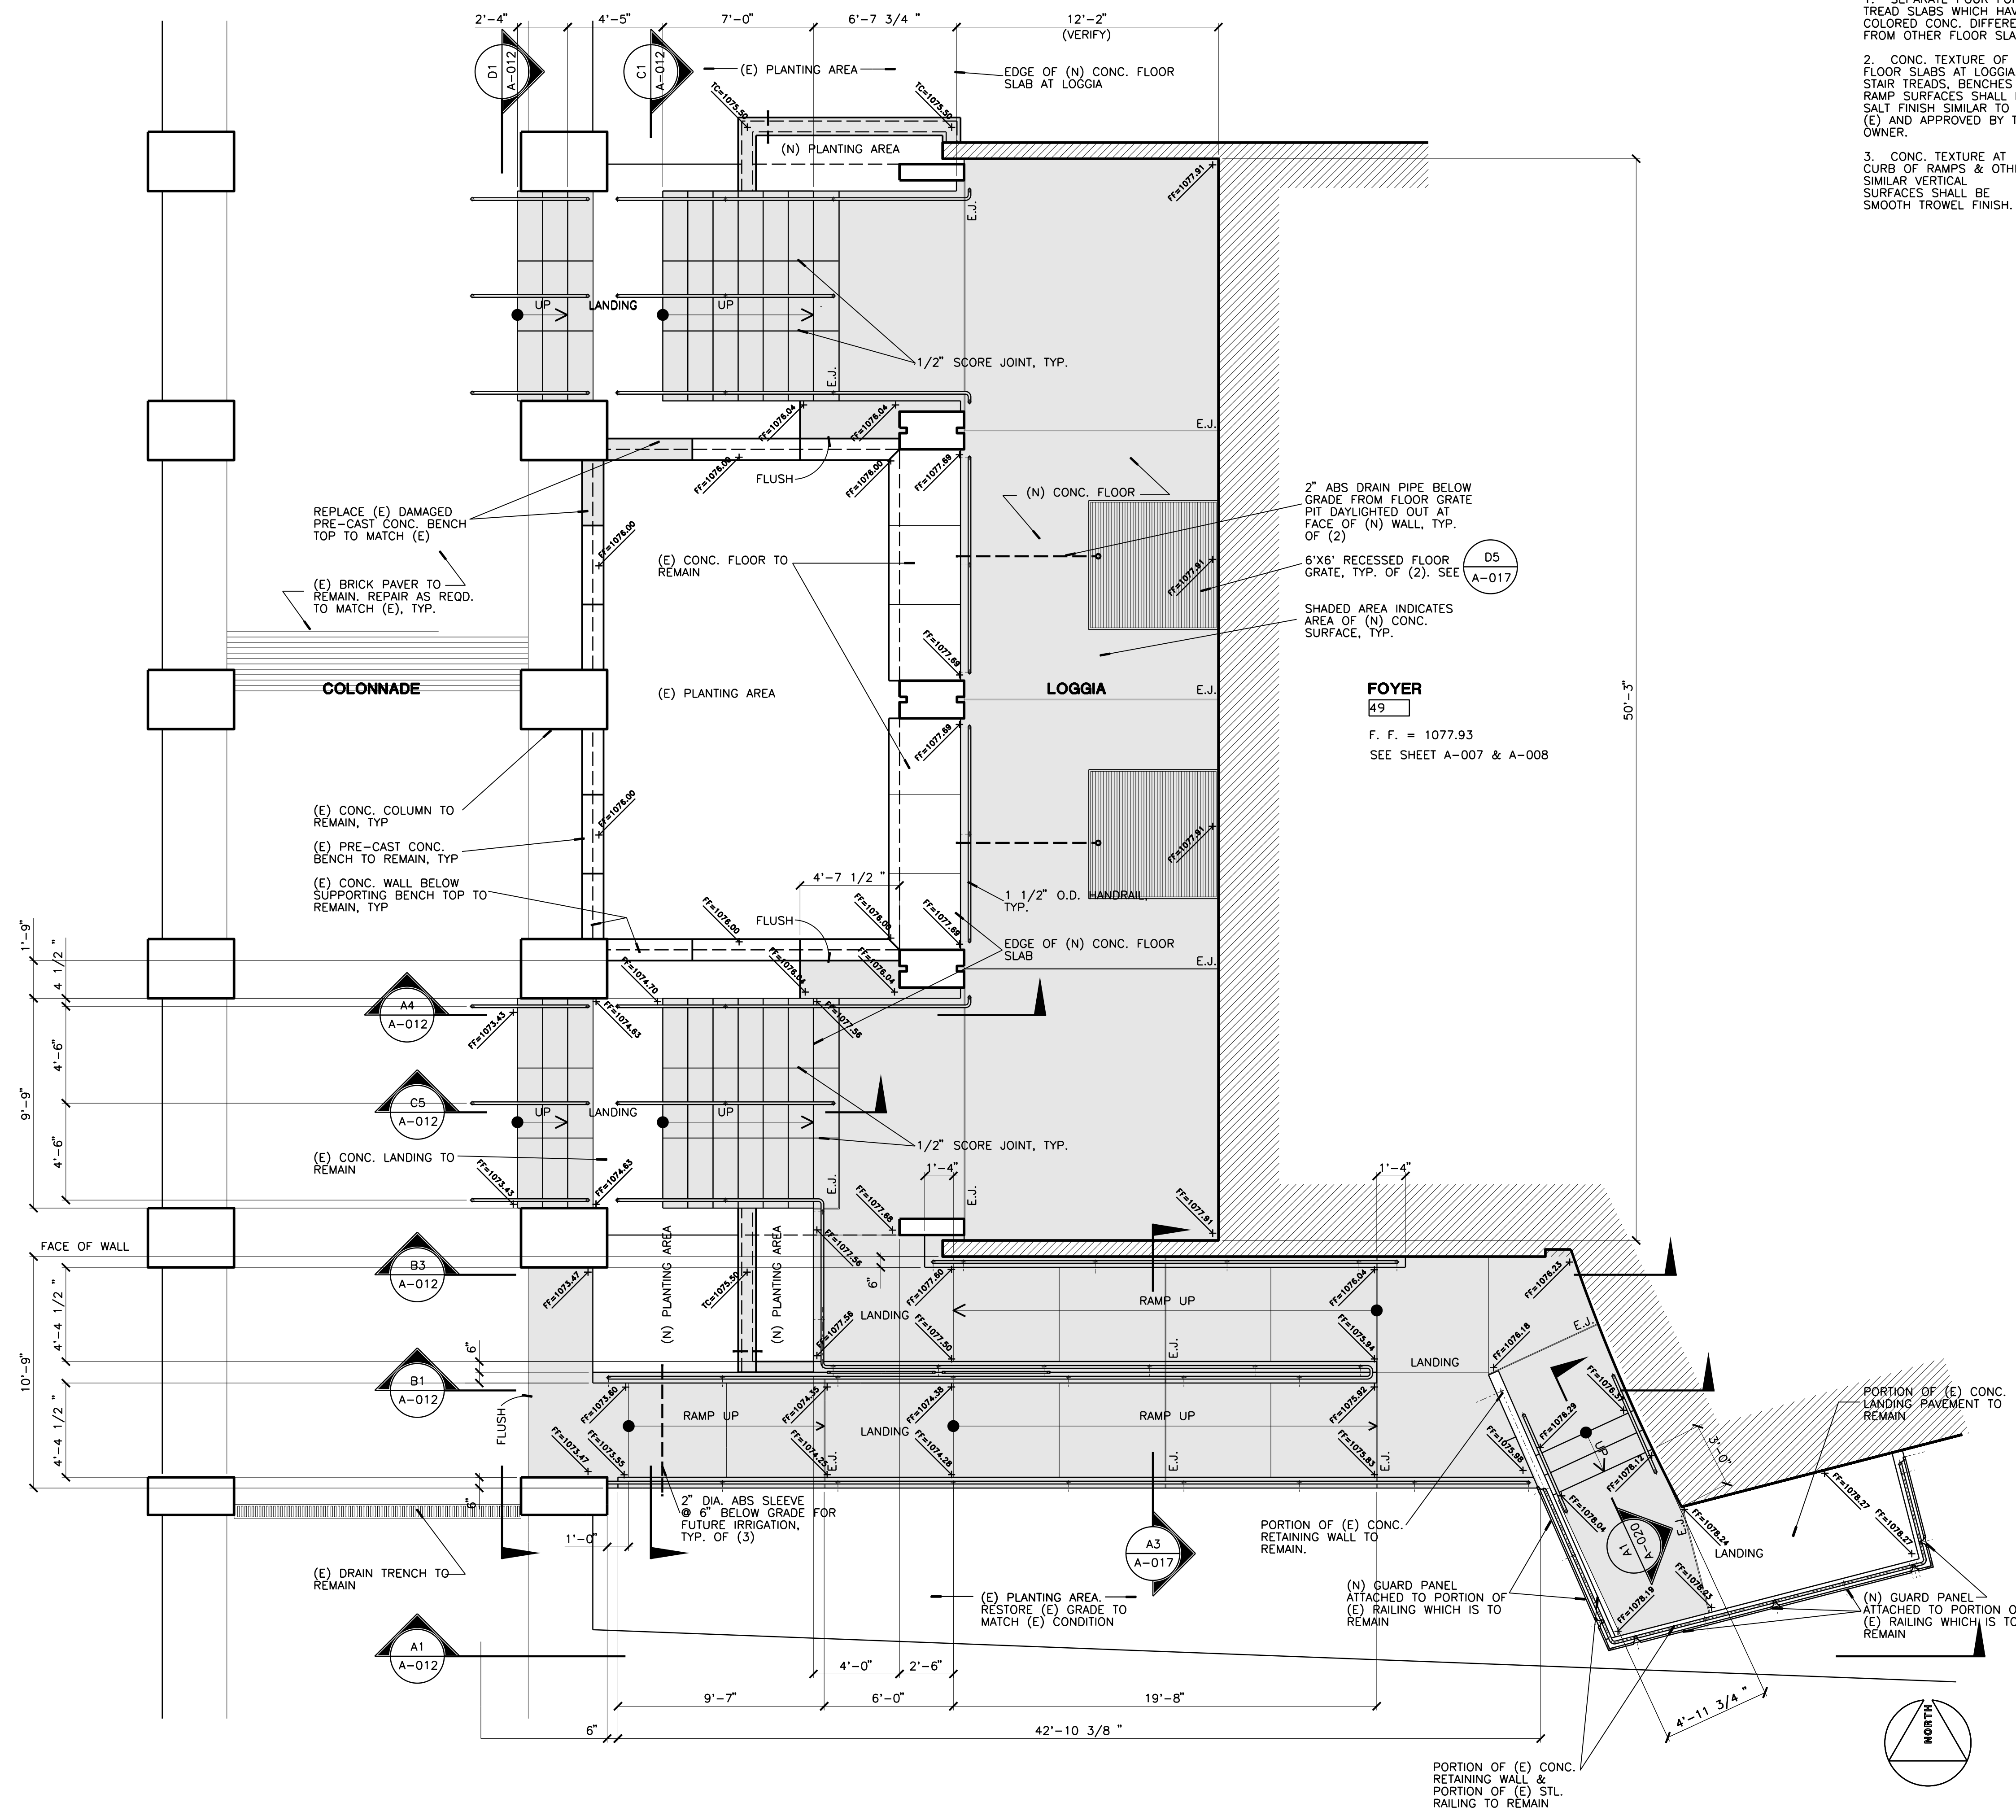 2'-4"
4'-5"
7'-0"
6'-7 3/4 "
12'-2"
(VERIFY)
D1
A-012
C1
A-012
(E) PLANTING AREA
EDGE OF (N) CONC. FLOOR
SLAB AT LOGGIA
TREAD SLABS WHICH
COLORED CONC.
FROM OTHER FLOOR
2. CONC. TEXTURE OF
FLOOR SLABS AT LOGGIA
STAIR TREADS, BENCHES
RAMP SURFACES SHALL
SALT FINISH SIMILAR TO
(E) AND APPROVED BY
OWNER.
3. CONC. TEXTURE AT
CURB OF RAMPS &
SIMILAR VERTICAL
SURFACES SHALL BE
SMOOTH TROWEL FINISH.
TC=1075.50
TC=1075.50
(N) PLANTING AREA
FF=1077.91
E.J.
UP
LANDING
UP
1/2" SCORE JOINT, TYP.
E.J.
FF=1076.04
FF=1076.04
E.J.
FF=1076.00
FLUSH
FF=1076.00
FF=1077.69
(N) CONC. FLOOR
2" ABS DRAIN PIPE BELOW
GRADE FROM FLOOR GRATE
PIT DAYLIGHTED OUT AT
FACE OF (N) WALL, TYP.
OF (2)
REPLACE (E) DAMAGED
PRE-CAST CONC. BENCH
TOP TO MATCH (E)
FF=1076.00
(E) CONC. FLOOR TO
REMAIN
6'X6' RECESSED FLOOR
GRATE, TYP. OF (2). SEE
D5
A-017
FF=1077.91
(E) BRICK PAVER TO
REMAIN. REPAIR AS REQD.
TO MATCH (E), TYP.
SHADED AREA INDICATES
AREA OF (N) CONC.
SURFACE, TYP.
FF=1077.69
COLONNADE
(E) PLANTING AREA
LOGGIA
E.J.
FOYER
49
F. F. = 1077.93
SEE SHEET A-007 & A-008
50'-3"
FF=1077.69
(E) CONC. COLUMN TO
REMAIN, TYP
FF=1076.00
FF=1077.91
(E) PRE-CAST CONC.
BENCH TO REMAIN, TYP
(E) CONC. WALL BELOW
SUPPORTING BENCH TOP TO
REMAIN, TYP
4'-7 1/2 "
1 1/2" O.D. HANDRAIL,
TYP.
FF=1076.00
FLUSH
FF=1076.08
FF=1077.69
EDGE OF (N) CONC. FLOOR
SLAB
E.J.
1'-9"
4 1/2 "
FF=1074.70
FF=1076.04
FF=1076.04
A4
A-012
FF=1073.43
FF=1074.63
FF=1077.56
4'-6"
9'-9"
4'-6"
C5
A-012
UP
LANDING
UP
1/2" SCORE JOINT, TYP.
(E) CONC. LANDING TO
REMAIN
FF=1073.43
FF=1074.63
E.J.
E.J.
1'-4"
1'-4"
FF=1077.68
FF=1077.91
FACE OF WALL
B3
A-012
FF=1073.47
(N) PLANTING AREA
TC=1075.50
(N) PLANTING AREA
FF=1077.56
6"
FF=1077.60
FF=1076.04
FF=1076.23
4'-4 1/2 "
RAMP UP
LANDING
FF=1077.56
FF=1077.50
E.J.
FF=1075.94
LANDING
FF=1076.18
E.J.
10'-9"
6"
B1
A-012
FLUSH
4'-4 1/2 "
6"
FF=1073.60
RAMP UP
FF=1074.35
LANDING
FF=1074.38
RAMP UP
FF=1075.92
FF=1073.47
FF=1073.55
FF=1074.25
E.J.
FF=1074.28
E.J.
FF=1075.83
E.J.
FF=1075.98
FF=1076.29
UP
FF=1078.12
3'-0"
FF=1078.04
PORTION OF (E) CONC.
LANDING PAVEMENT TO
REMAIN
FF=1078.27
FF=1078.27
2" DIA. ABS SLEEVE
@ 6" BELOW GRADE FOR
FUTURE IRRIGATION,
TYP. OF (3)
1'-0"
A3
A-017
PORTION OF (E) CONC.
RETAINING WALL TO
REMAIN.
A1
A-020
E.J.
FF=1078.24
LANDING
(E) DRAIN TRENCH TO
REMAIN
(E) PLANTING AREA.
RESTORE (E) GRADE TO
MATCH (E) CONDITION
(N) GUARD PANEL
ATTACHED TO PORTION OF
(E) RAILING WHICH IS TO
REMAIN
FF=1078.19
FF=1078.23
(N) GUARD PANEL
ATTACHED TO PORTION
(E) RAILING WHICH IS TO
REMAIN
A1
A-012
4'-0"
2'-6"
9'-7"
6'-0"
19'-8"
4'-11 3/4 "
6"
42'-10 3/8 "
NORTH
PORTION OF (E) CONC.
RETAINING WALL &
PORTION OF (E) STL.
RAILING TO REMAIN